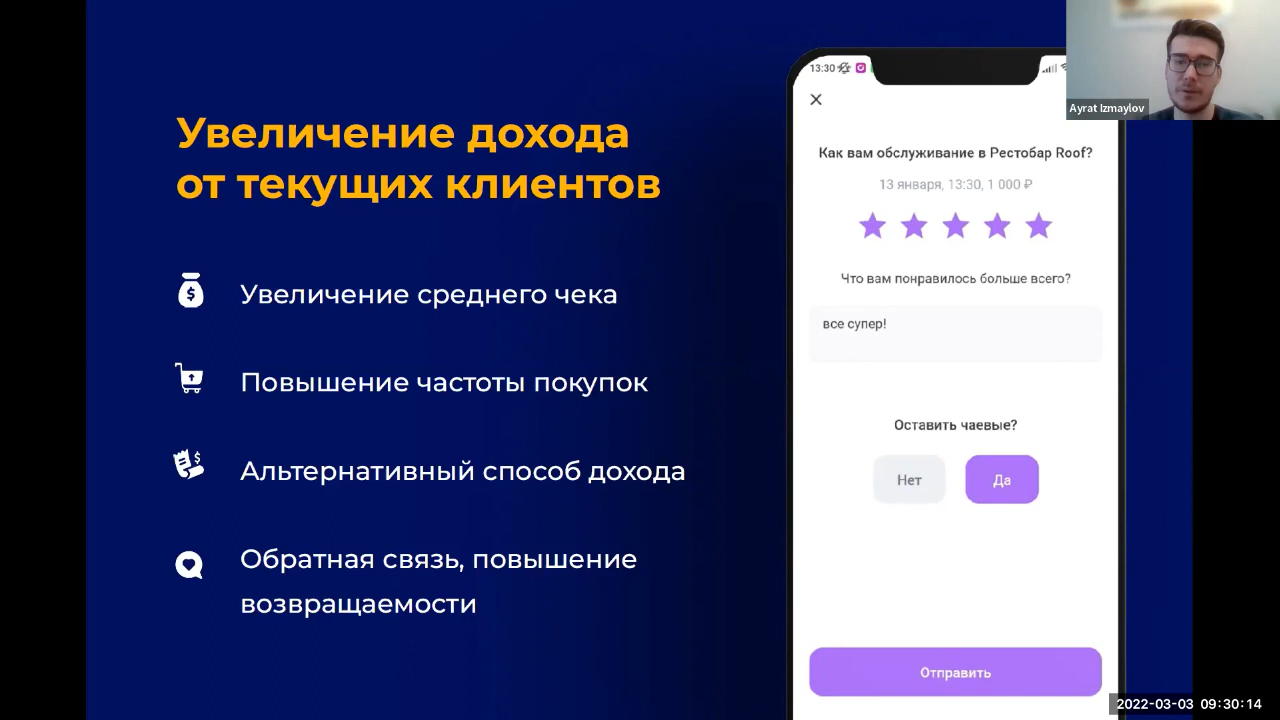 Увеличение дохода
от текущих клиентов
Увеличение среднего чека
Повышение частоты покупок
Альтернативный способ дохода
Обратная связь, повышение
возвращаемости
13:30
Как вам обслуживание в Рестобар Roof?
13 января, 13:30, 1 000 ₽
Что вам понравилось больше всего?
все супер!
Оставить чаевые?
Нет
Да
Отправить
Ayrat Izmaylov
2022-03-03 09:30:14